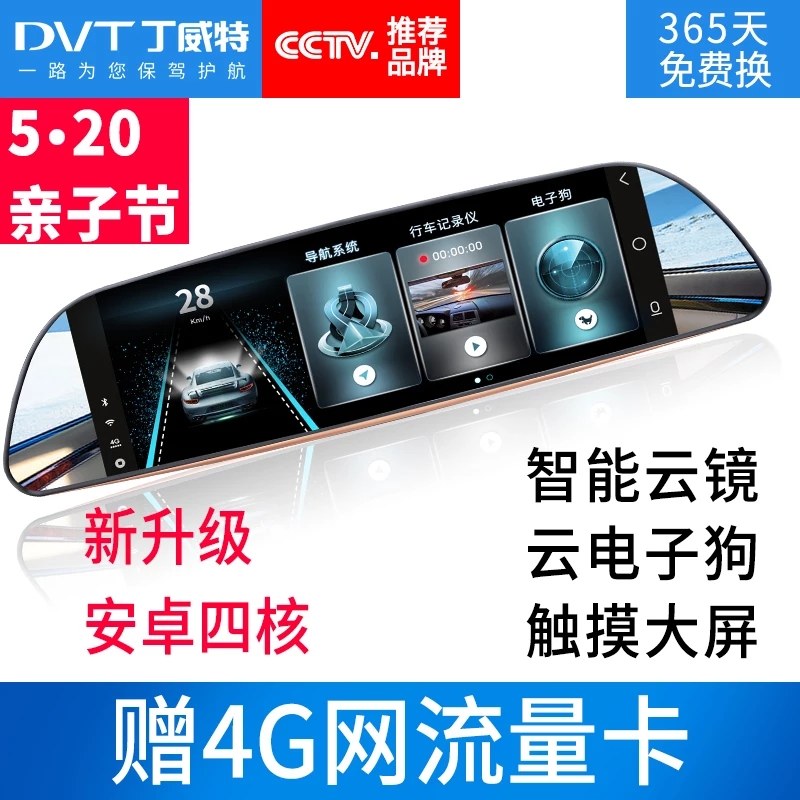 DVT丁威特
一路为您保驾护航
CCTV.
推荐
品牌
365天
免费换
5·20
亲子节
28
Km/h
导航系统
行车记录仪
00:00:00
电子狗
4G
新升级
安卓四核
智能云镜
云电子狗
触摸大屏
赠4G网流量卡